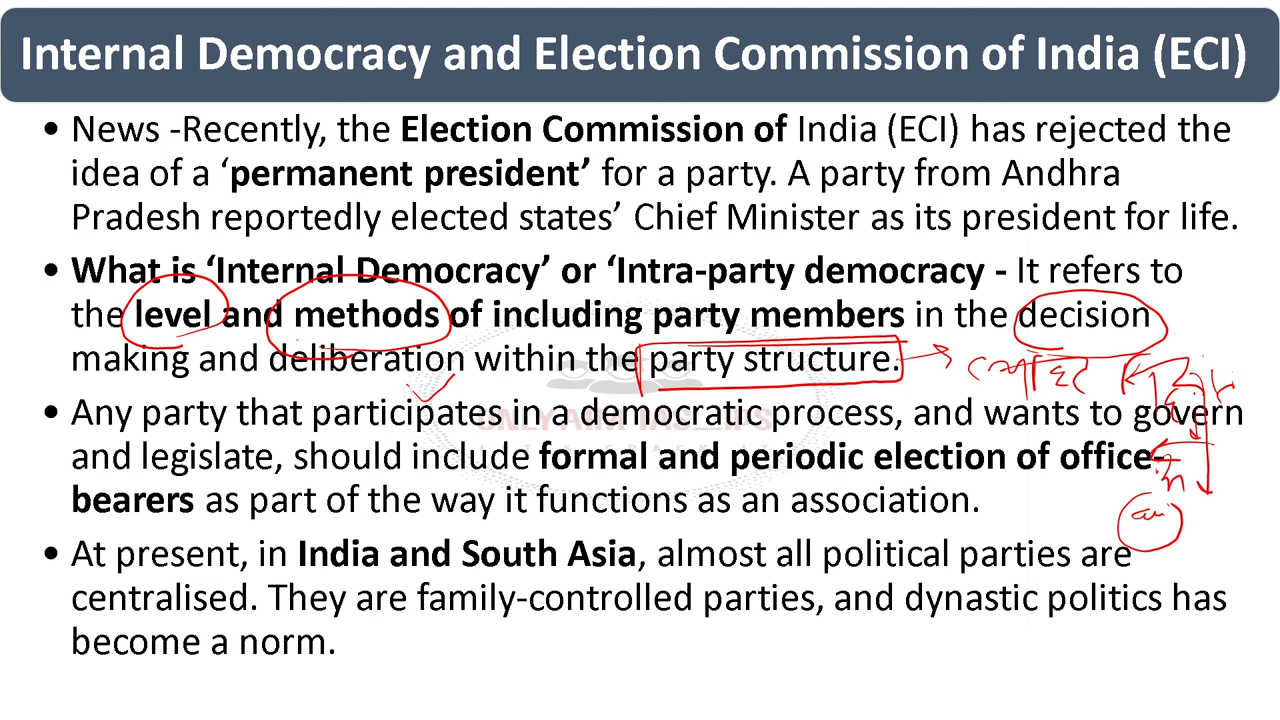 Internal Democracy and Election Commission of India (ECI)
• News -Recently, the Election Commission of India (ECI) has rejected the
idea of a ‘permanent president’ for a party. A party from Andhra
Pradesh reportedly elected states’ Chief Minister as its president for life.
• What is ‘Internal Democracy’ or ‘Intra-party democracy - It refers to
the level and methods of including party members in the decision
making and deliberation within the party structure.
• Any party that participates in a democratic process, and wants to govern
and legislate, should include formal and periodic election of office-
bearers as part of the way it functions as an association.
• At present, in India and South Asia, almost all political parties are
centralised. They are family-controlled parties, and dynastic politics has
become a norm.